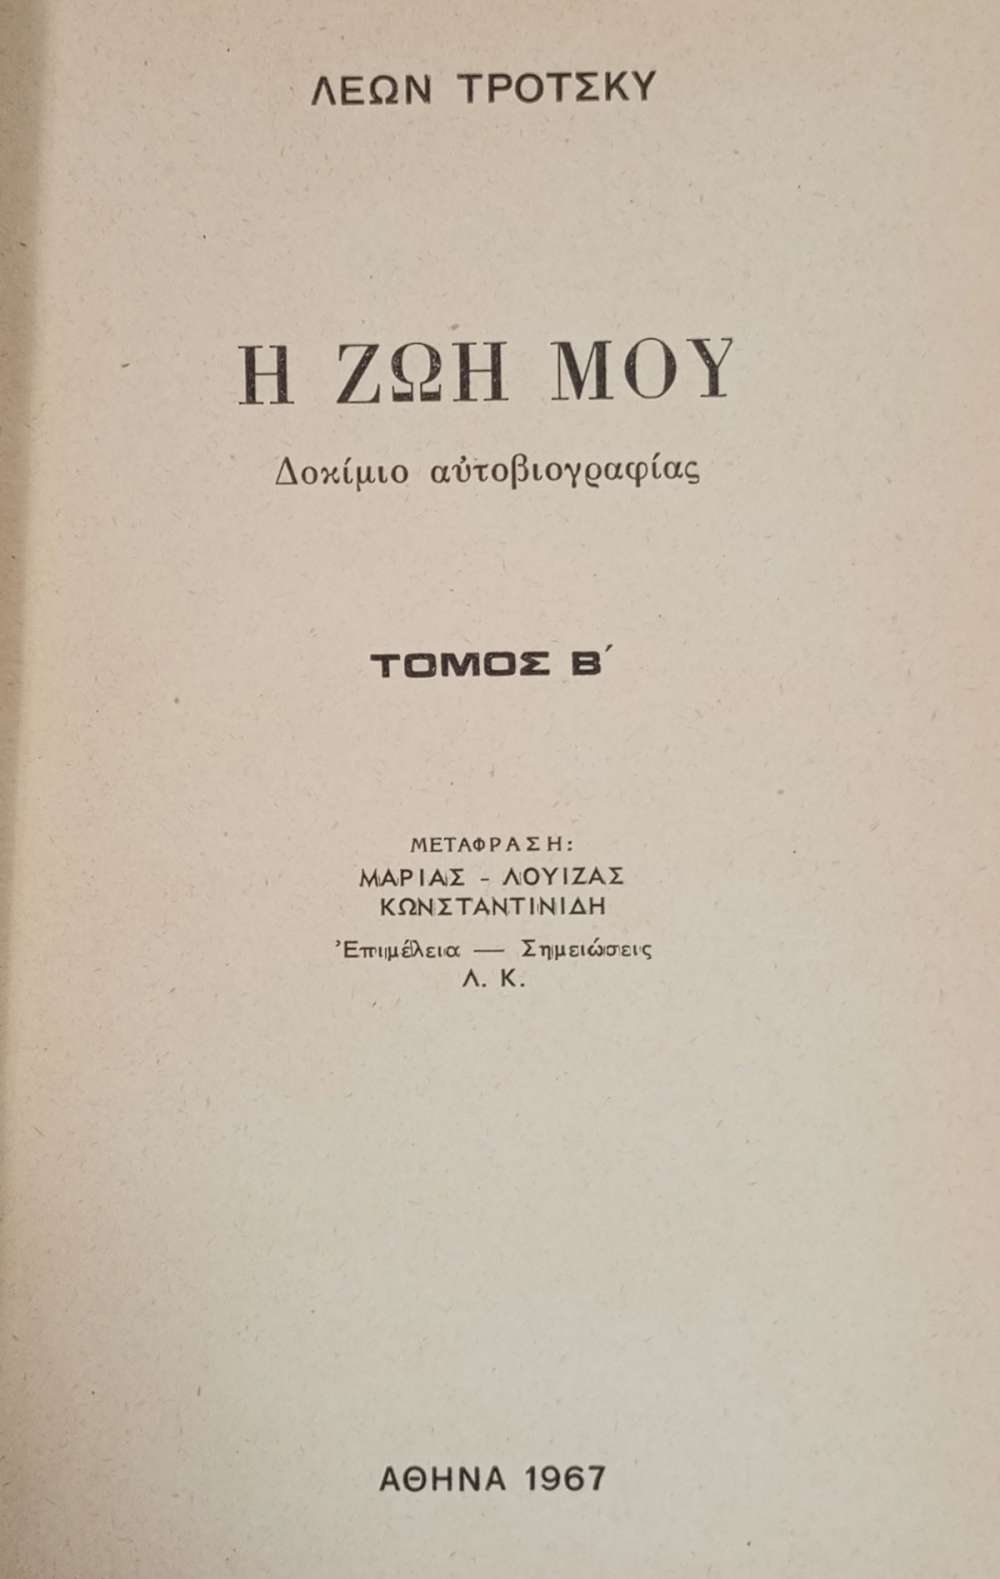 ΛΕΩΝ ΤΡΟΤΣΚΥ
Η ΖΩΗ ΜΟΥ
Δοκίμιο αὐτοβιογραφίας
ΤΟΜΟΣ Β΄
ΜΕΤΑΦΡΑΣΗ:
ΜΑΡΙΑΣ - ΛΟΥΙΖΑΣ
ΚΩΝΣΤΑΝΤΙΝΙΔΗ
Ἐπιμέλεια — Σημειώσεις
Λ. Κ.
ΑΘΗΝΑ 1967